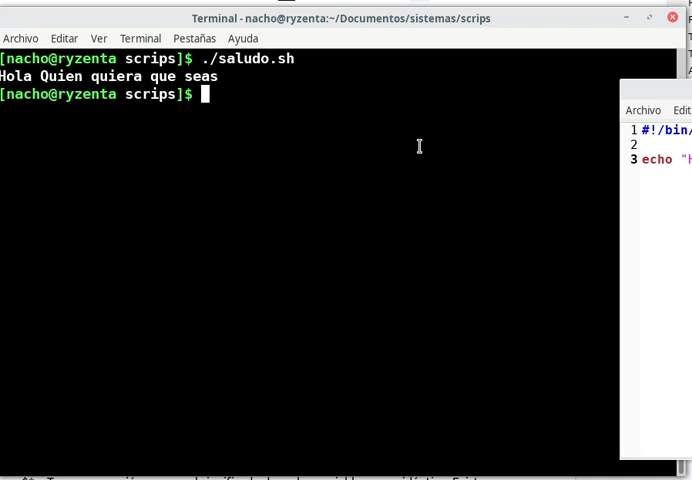 Terminal - nacho@ryzenta:~/Documentos/sistemas/scrips
Archivo Editar Ver Terminal Pestañas Ayuda
[nacho@ryzenta scrips]$ ./saludo.sh
Hola Quien quiera que seas
[nacho@ryzenta scrips]$
Archivo Edit
1 #!/bin/
2
3 echo "H